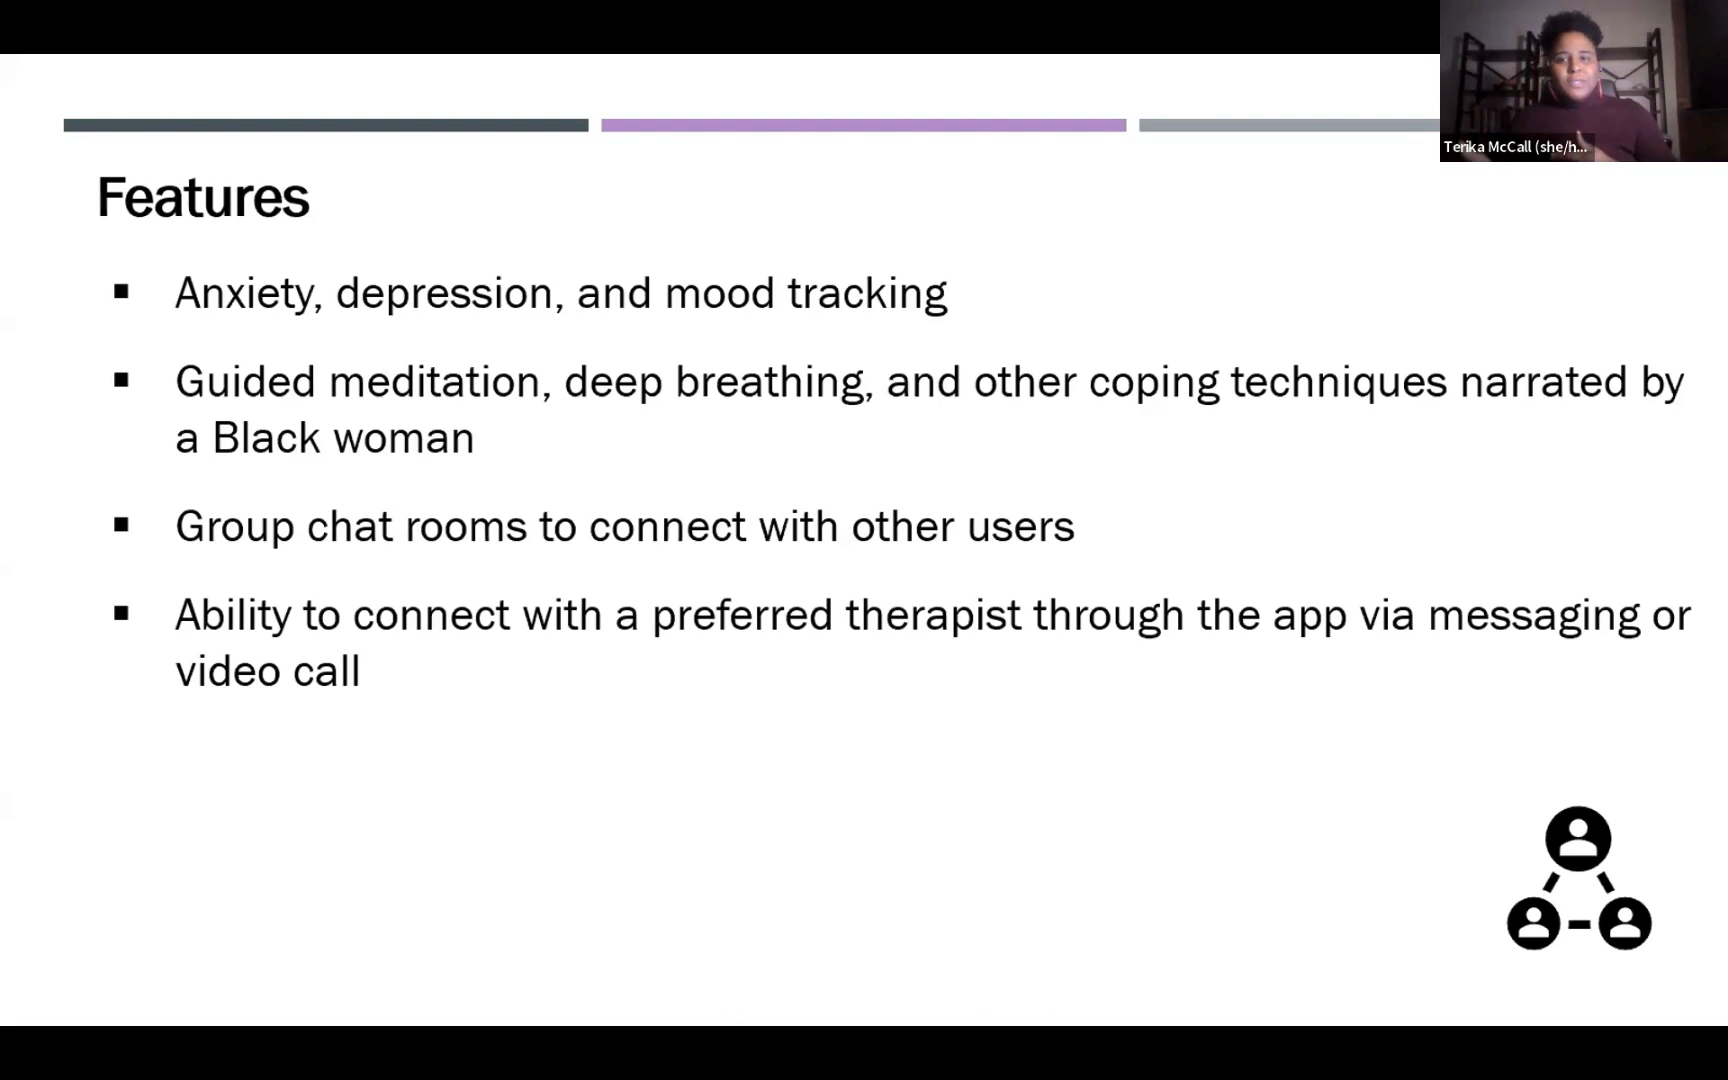 Terika McCall (she/h...
Features
▪ Anxiety, depression, and mood tracking
▪ Guided meditation, deep breathing, and other coping techniques narrated by
a Black woman
▪ Group chat rooms to connect with other users
▪ Ability to connect with a preferred therapist through the app via messaging or
video call